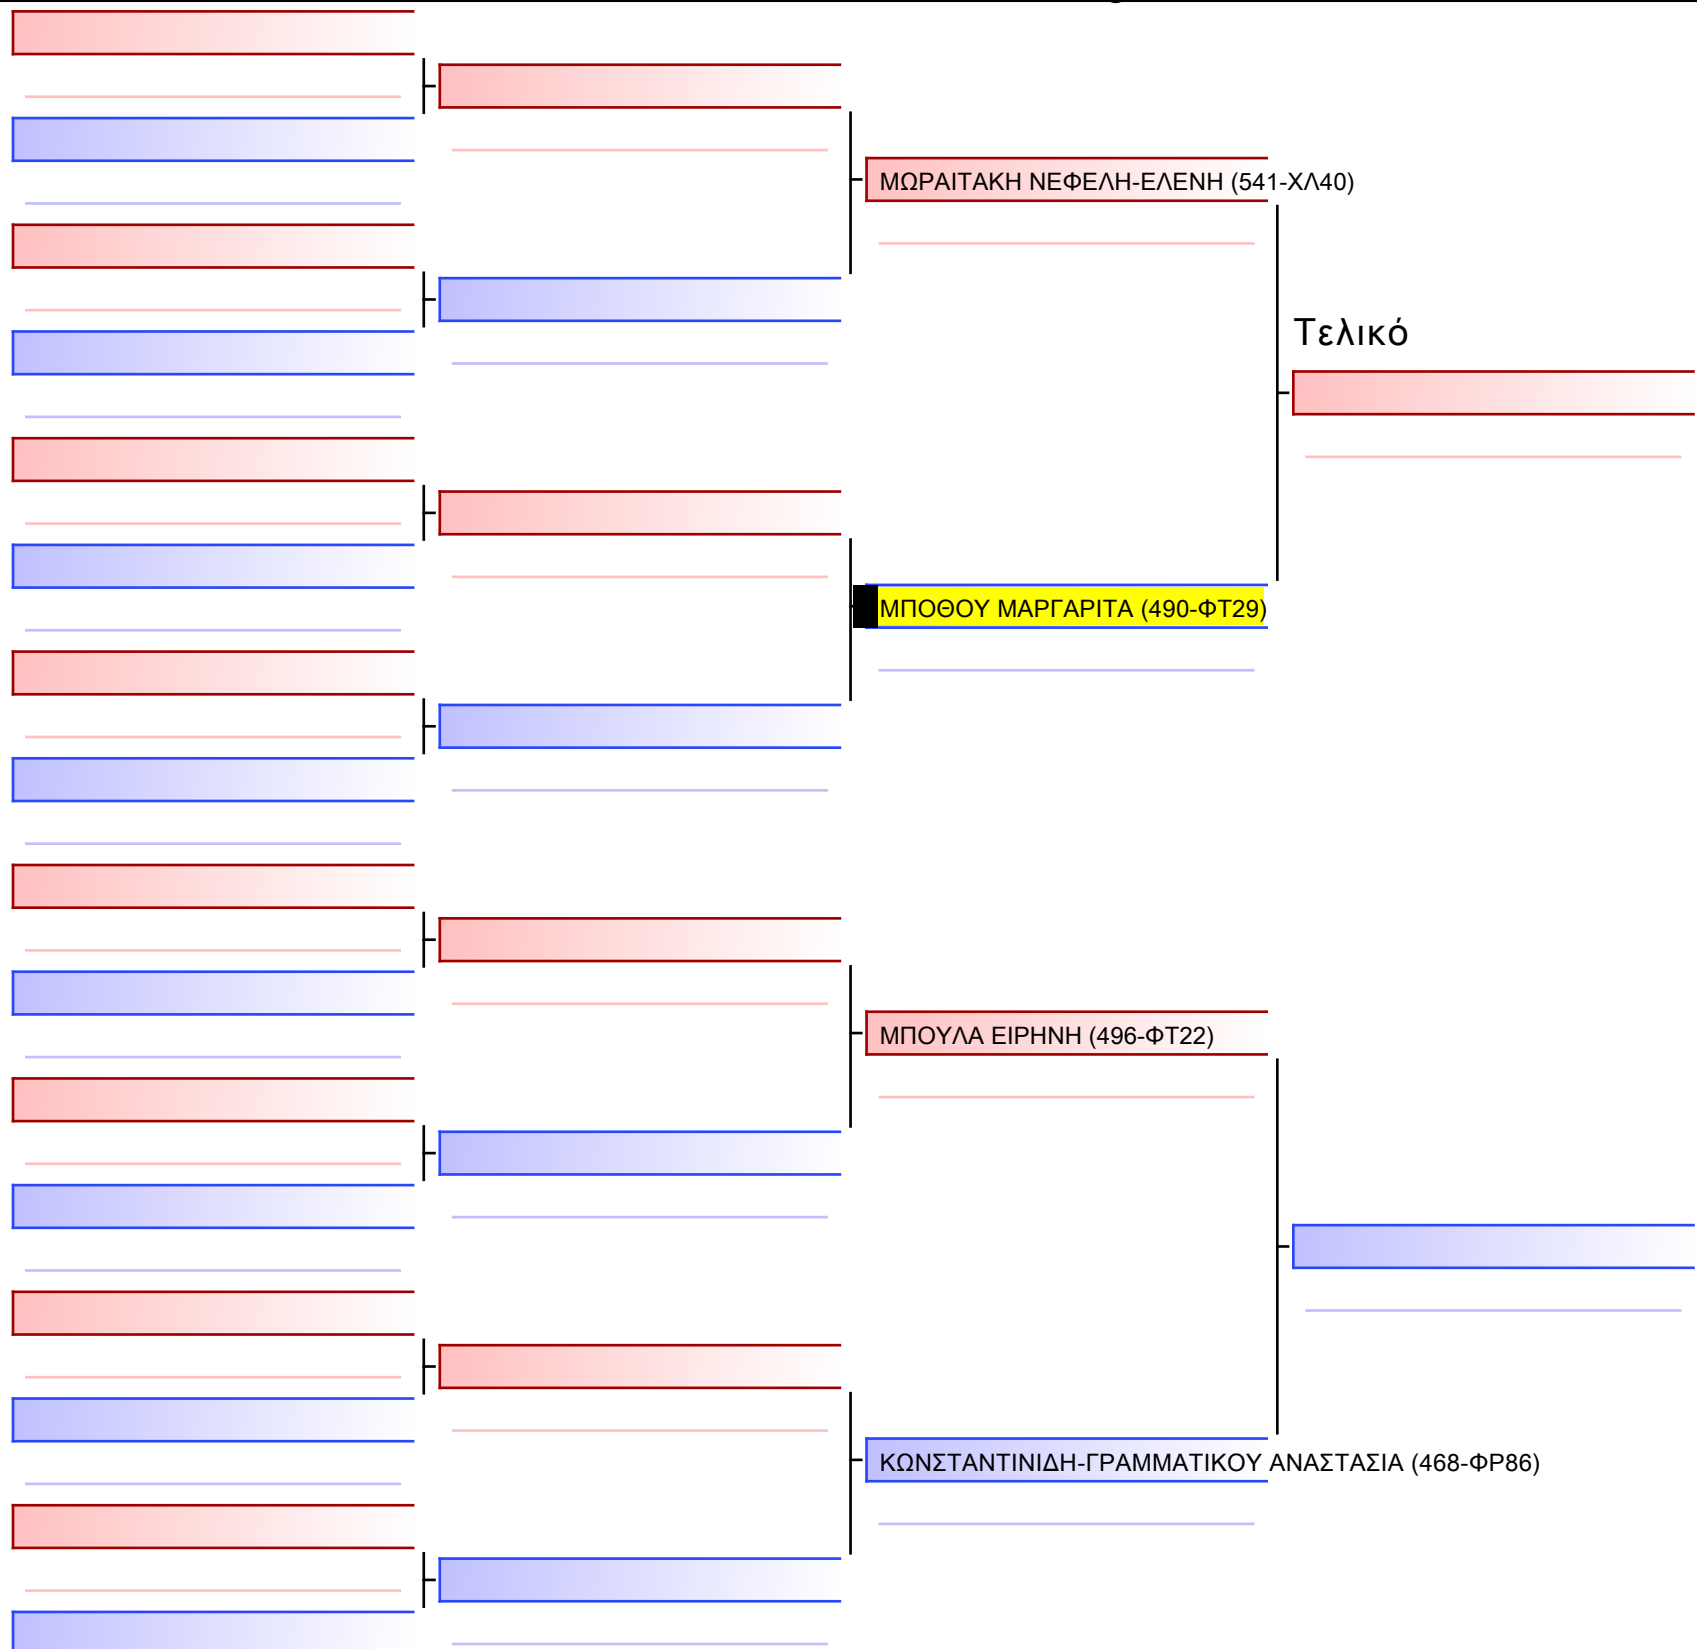 ΜΩΡΑΙΤΑΚΗ ΝΕΦΕΛΗ-ΕΛΕΝΗ (541-ΧΛ40)
Τελικό
ΜΠΟΘΟΥ ΜΑΡΓΑΡΙΤΑ (490-ΦΤ29)
ΜΠΟΥΛΑ ΕΙΡΗΝΗ (496-ΦΤ22)
ΚΩΝΣΤΑΝΤΙΝΙΔΗ-ΓΡΑΜΜΑΤΙΚΟΥ ΑΝΑΣΤΑΣΙΑ (468-ΦΡ86)